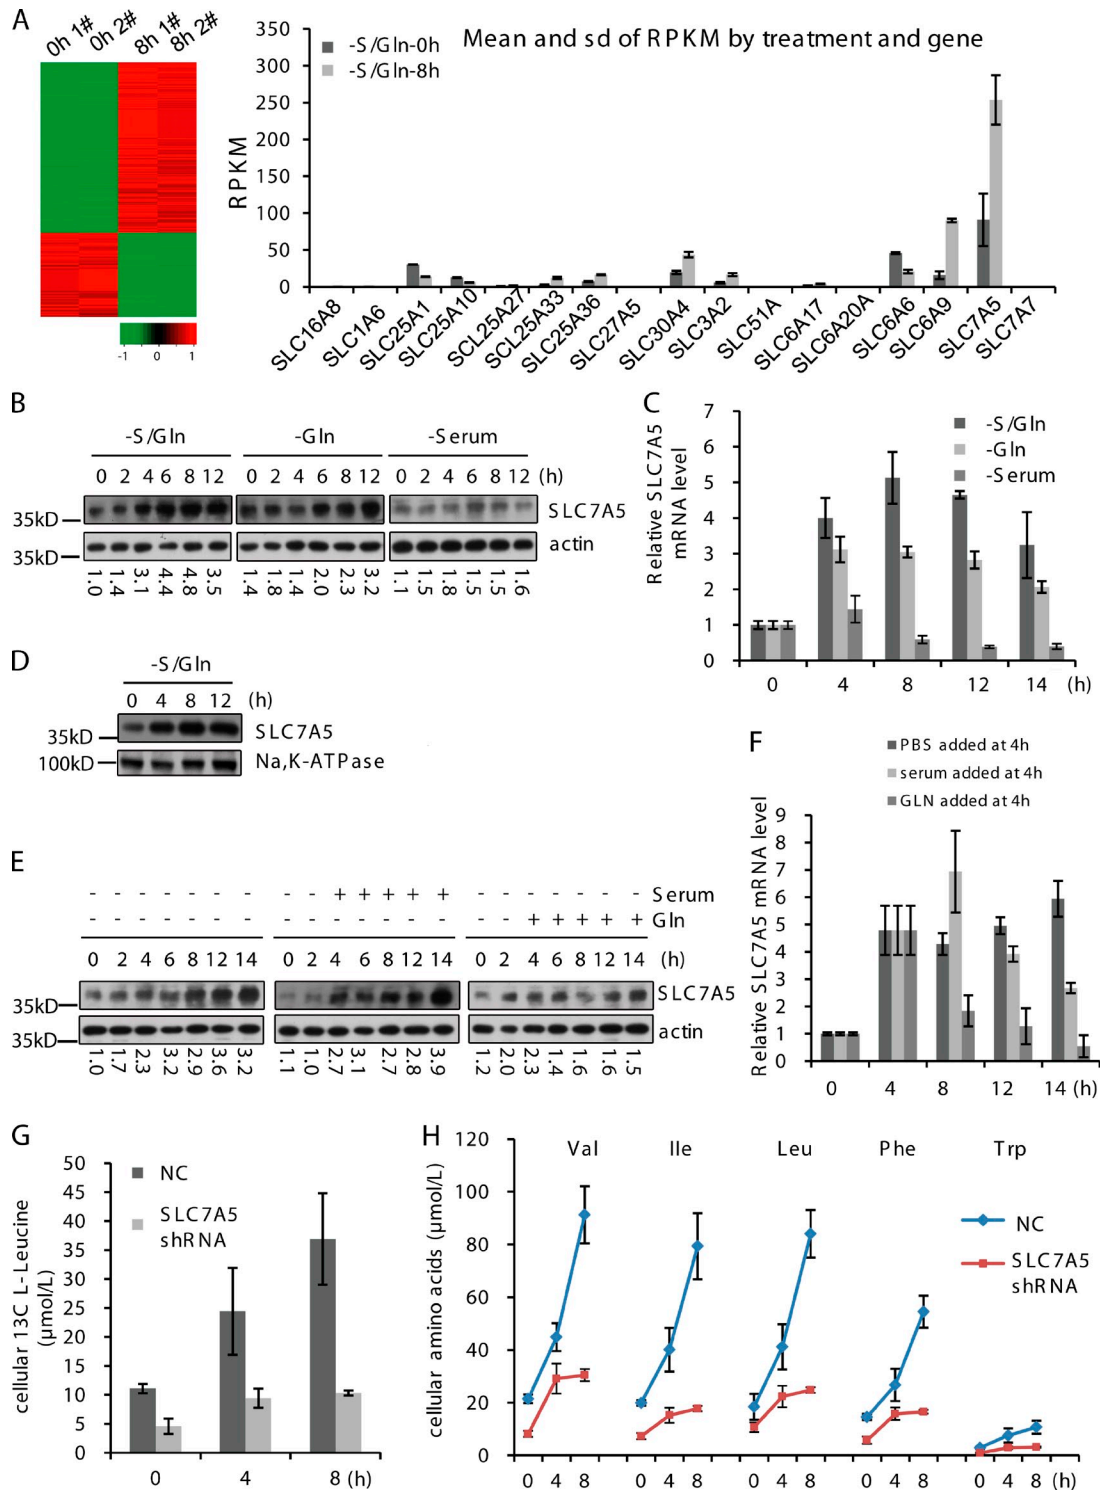 A
0h 1# 0h 2# 8h 1# 8h 2#
-1 0 1
Mean and sd of RPKM by treatment and gene
-S/Gln-0h
-S/Gln-8h
RPKM
350
300
250
200
150
100
50
0
SLC16A8 SLC1A6 SLC25A1 SLC25A10 SCL25A27 SCL25A33 SLC25A36 SLC27A5 SLC30A4 SLC3A2 SLC51A SLC6A17 SLC6A20A SLC6A6 SLC6A9 SLC7A5 SLC7A7
B
-S/Gln -Gln -Serum
0 2 4 6 8 12 0 2 4 6 8 12 0 2 4 6 8 12 (h)
35kD SLC7A5
35kD actin
1.0 1.4 3.1 4.4 4.8 3.5 1.4 1.8 1.4 2.0 2.3 3.2 1.1 1.5 1.8 1.5 1.5 1.6
C
Relative SLC7A5
mRNA level
7
6
5
4
3
2
1
0
-S/Gln
-Gln
-Serum
0 4 8 12 14 (h)
D
-S/Gln
0 4 8 12 (h)
35kD SLC7A5
100kD Na,K-ATPase
E
- - - - - - - - - + + + + + - - - - - - - Serum
- - - - - - - - - - - - - - - - + + + + + Gln
0 2 4 6 8 12 14 0 2 4 6 8 12 14 (h) 0 2 4 6 8 12 14 (h)
35kD SLC7A5
35kD actin
1.0 1.7 2.3 3.2 2.9 3.6 3.2 1.1 1.0 2.7 3.1 2.7 2.8 3.9 1.2 2.0 2.3 1.4 1.6 1.6 1.5
F
PBS added at 4h
serum added at 4h
GLN added at 4h
Relative SLC7A5 mRNA level
9
8
7
6
5
4
3
2
1
0
0 4 8 12 14 (h)
G
cellular 13C L-Leucine
(μmol/L)
50
45
40
35
30
25
20
15
10
5
0
NC
SLC7A5
shRNA
0 4 8 (h)
H
cellular amino acids (μmol/L)
120
100
80
60
40
20
0
Val Ile Leu Phe Trp
NC
SLC7A5
shRNA
0 4 8 0 4 8 0 4 8 0 4 8 0 4 8 (h)